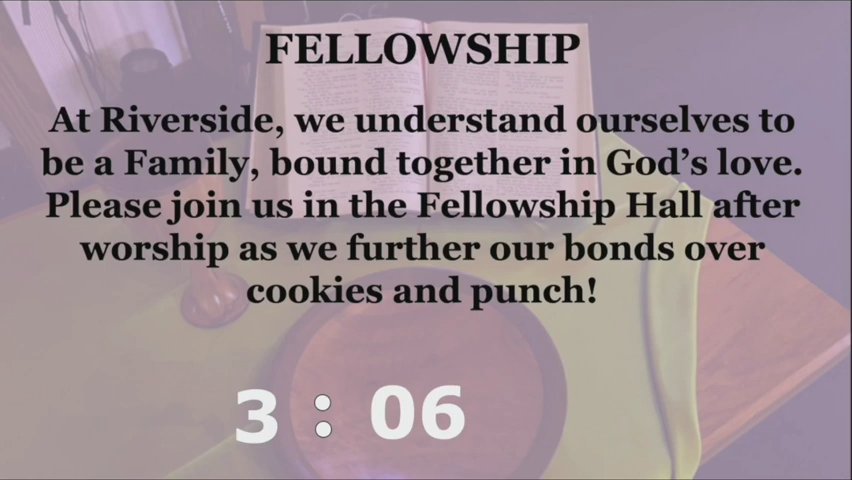 FELLOWSHIP
At Riverside, we understand ourselves to
be a Family, bound together in God’s love.
Please join us in the Fellowship Hall after
worship as we further our bonds over
cookies and punch!
3 : 06